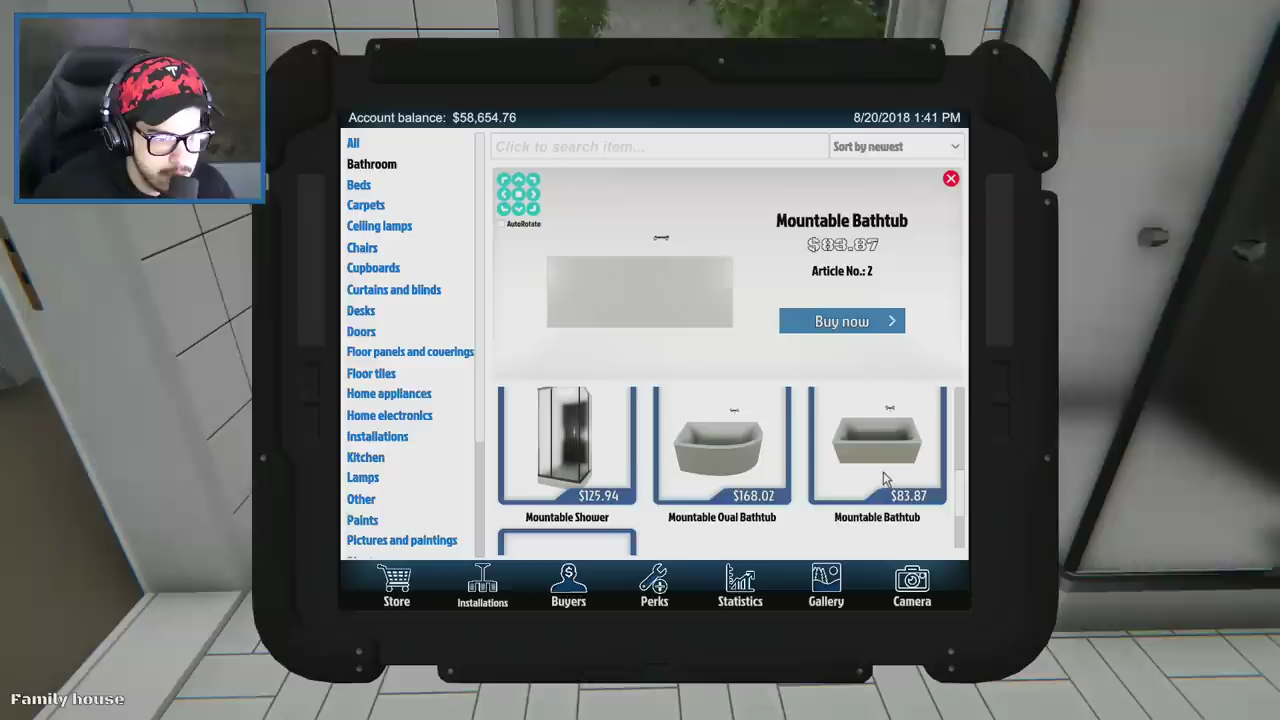 Account balance: $58,654.76
8/20/2018 1:41 PM
All
Bathroom
Beds
Carpets
Ceiling lamps
Chairs
Cupboards
Curtains and blinds
Desks
Doors
Floor panels and coverings
Floor tiles
Home appliances
Home electronics
Installations
Kitchen
Lamps
Other
Paints
Pictures and paintings
Click to search item...
Sort by newest
AutoRotate
Mountable Bathtub
$83.87
Article No.: 2
Buy now
$125.94
$168.02
$83.87
Mountable Shower
Mountable Oval Bathtub
Mountable Bathtub
Store
Installations
Buyers
Perks
Statistics
Gallery
Camera
Family house